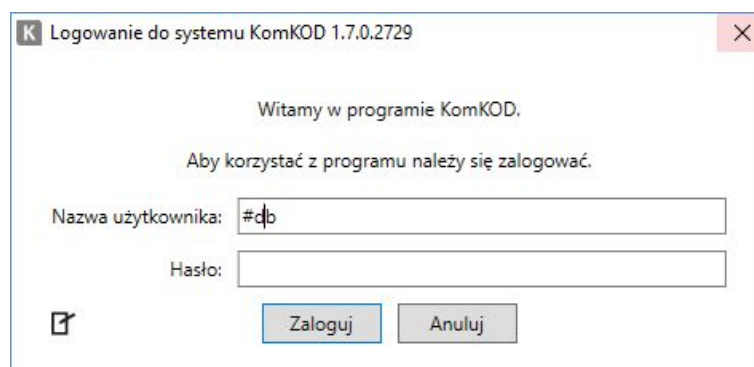 K Logowanie do systemu KomKOD 1.7.0.2729
Witamy w programie KomKOD.
Aby korzystać z programu należy się zalogować.
Nazwa użytkownika: #db
Hasło:
Zaloguj Anuluj